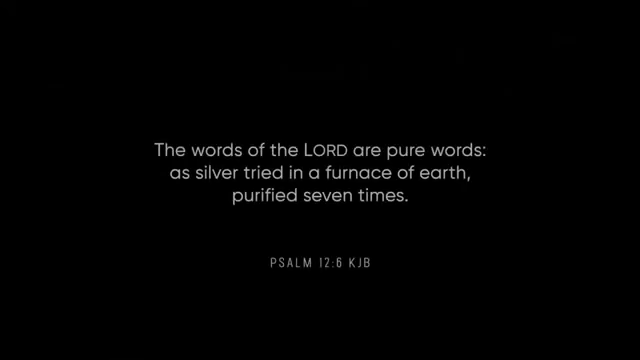 The words of the LORD are pure words:
as silver tried in a furnace of earth,
purified seven times.
PSALM 12:6 KJB